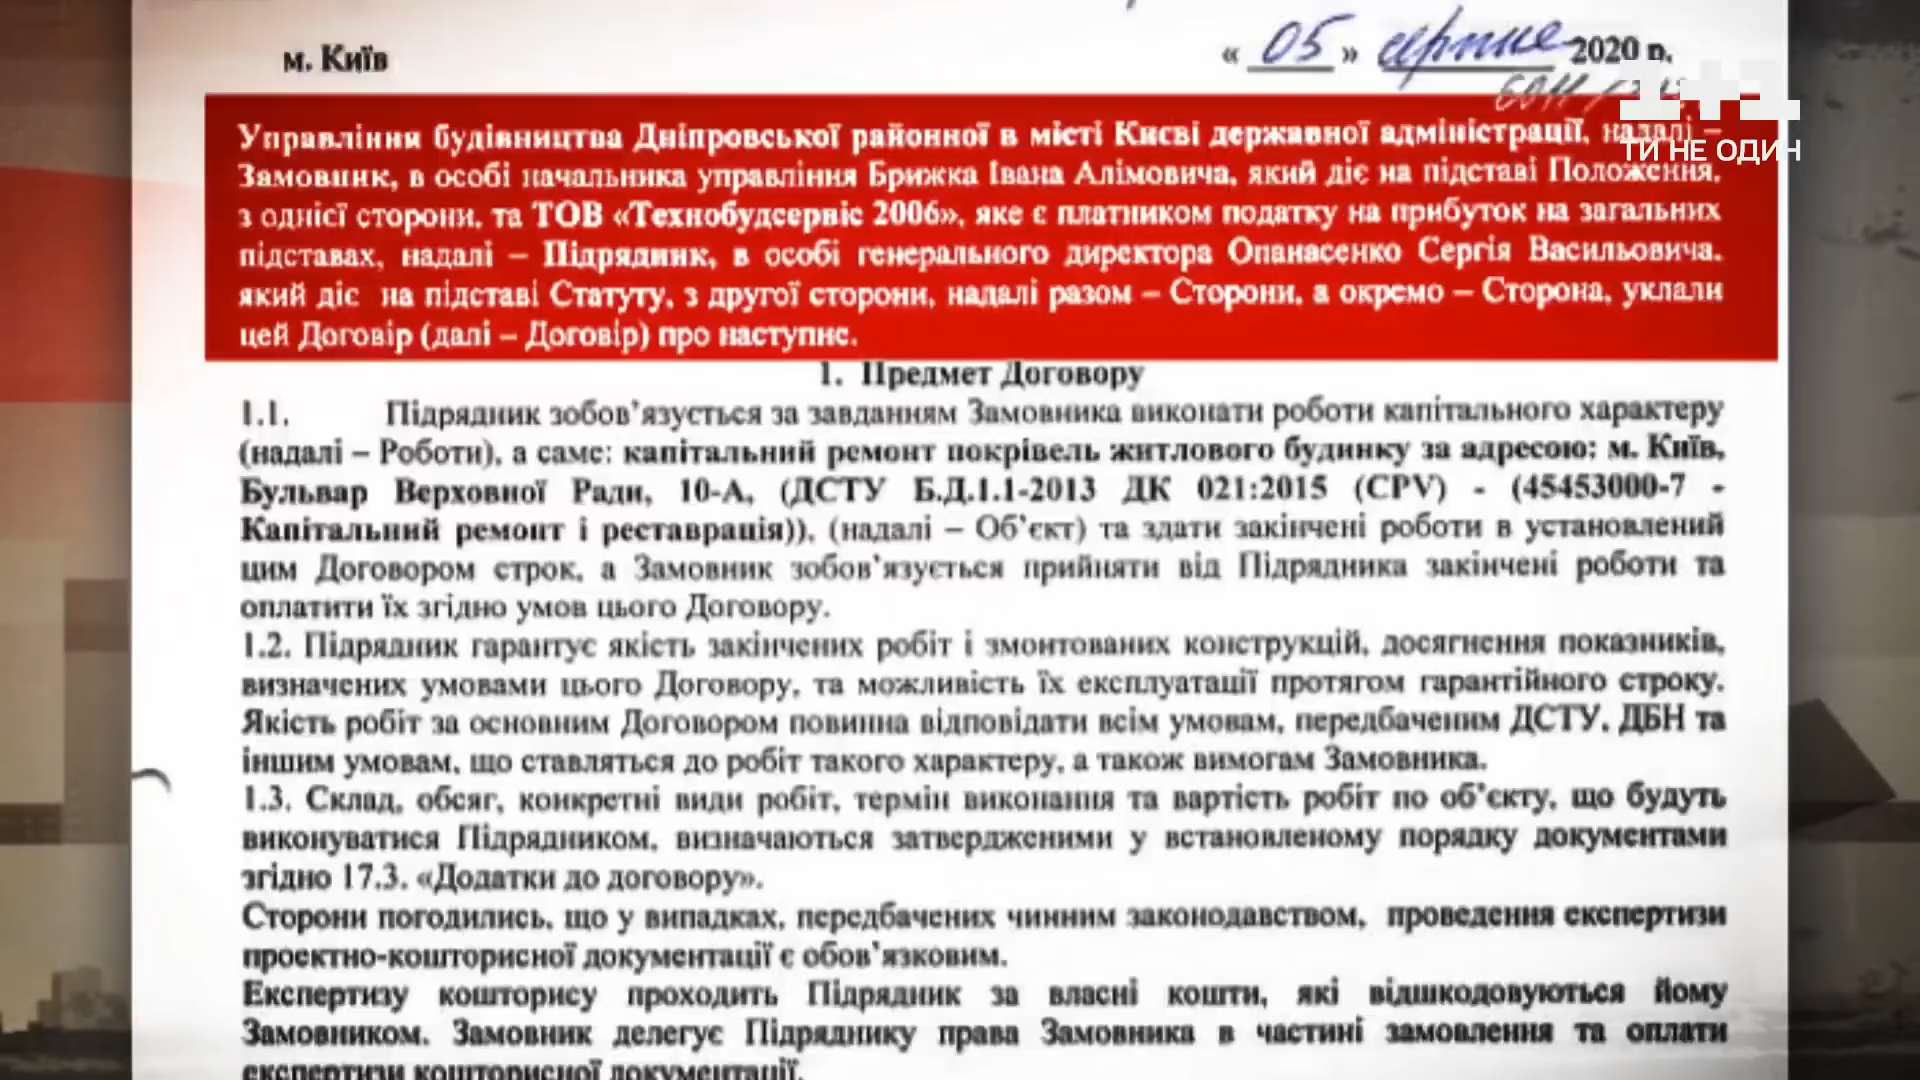 м. Київ « 05 » серпня 2020 р.
1+1
ТИ НЕ ОДИН
Управління будівництва Дніпровської районної в місті Києві державної адміністрації, надалі –
Замовник, в особі начальника управління Брижка Івана Алімовича, який діє на підставі Положення,
з однієї сторони, та ТОВ «Технобудсервіс 2006», яке є платником податку на прибуток на загальних
підставах, надалі – Підрядник, в особі генерального директора Опанасенко Сергія Васильовича,
який діє на підставі Статуту, з другої сторони, надалі разом – Сторони, а окремо – Сторона, уклали
цей Договір (далі – Договір) про наступне.
1. Предмет Договору
1.1. Підрядник зобов’язується за завданням Замовника виконати роботи капітального характеру
(надалі – Роботи), а саме: капітальний ремонт покрівель житлового будинку за адресою: м. Київ,
Бульвар Верховної Ради, 10-А, (ДСТУ Б.Д.1.1-2013 ДК 021:2015 (CPV) - (45453000-7 -
Капітальний ремонт і реставрація)), (надалі – Об’єкт) та здати закінчені роботи в установлений
цим Договором строк, а Замовник зобов’язується прийняти від Підрядника закінчені роботи та
оплатити їх згідно умов цього Договору.
1.2. Підрядник гарантує якість закінчених робіт і змонтованих конструкцій, досягнення показників,
визначених умовами цього Договору, та можливість їх експлуатації протягом гарантійного строку.
Якість робіт за основним Договором повинна відповідати всім умовам, передбаченим ДСТУ, ДБН та
іншим умовам, що ставляться до робіт такого характеру, а також вимогам Замовника.
1.3. Склад, обсяг, конкретні види робіт, термін виконання та вартість робіт по об’єкту, що будуть
виконуватися Підрядником, визначаються затвердженими у встановленому порядку документами
згідно 17.3. «Додатки до договору».
Сторони погодились, що у випадках, передбачених чинним законодавством, проведення експертизи
проектно-кошторисної документації є обов’язковим.
Експертизу кошторису проходить Підрядник за власні кошти, які відшкодовуються йому
Замовником. Замовник делегує Підряднику права Замовника в частині замовлення та оплати
експертизи кошторисної документації.